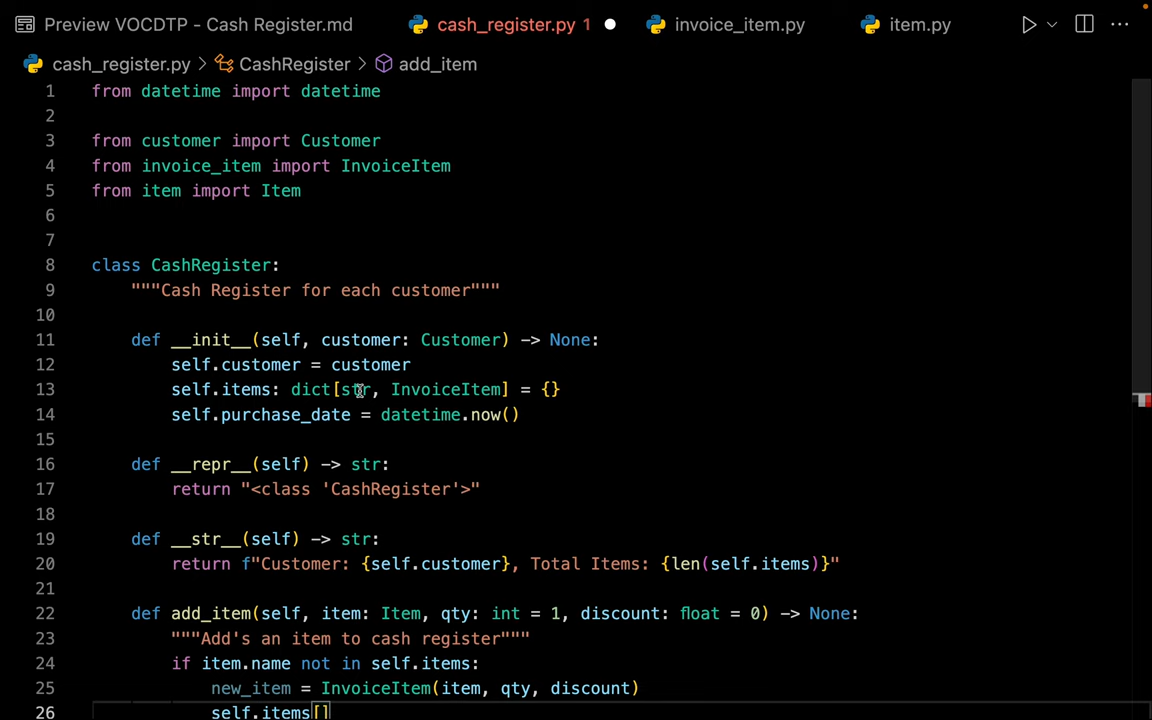 Preview VOCDTP - Cash Register.md cash_register.py 1 invoice_item.py item.py
cash_register.py > CashRegister > add_item
1 from datetime import datetime
2
3 from customer import Customer
4 from invoice_item import InvoiceItem
5 from item import Item
6
7
8 class CashRegister:
9 """Cash Register for each customer"""
10
11 def __init__(self, customer: Customer) -> None:
12 self.customer = customer
13 self.items: dict[str, InvoiceItem] = {}
14 self.purchase_date = datetime.now()
15
16 def __repr__(self) -> str:
17 return "<class 'CashRegister'>"
18
19 def __str__(self) -> str:
20 return f"Customer: {self.customer}, Total Items: {len(self.items)}"
21
22 def add_item(self, item: Item, qty: int = 1, discount: float = 0) -> None:
23 """Add's an item to cash register"""
24 if item.name not in self.items:
25 new_item = InvoiceItem(item, qty, discount)
26 self.items[]